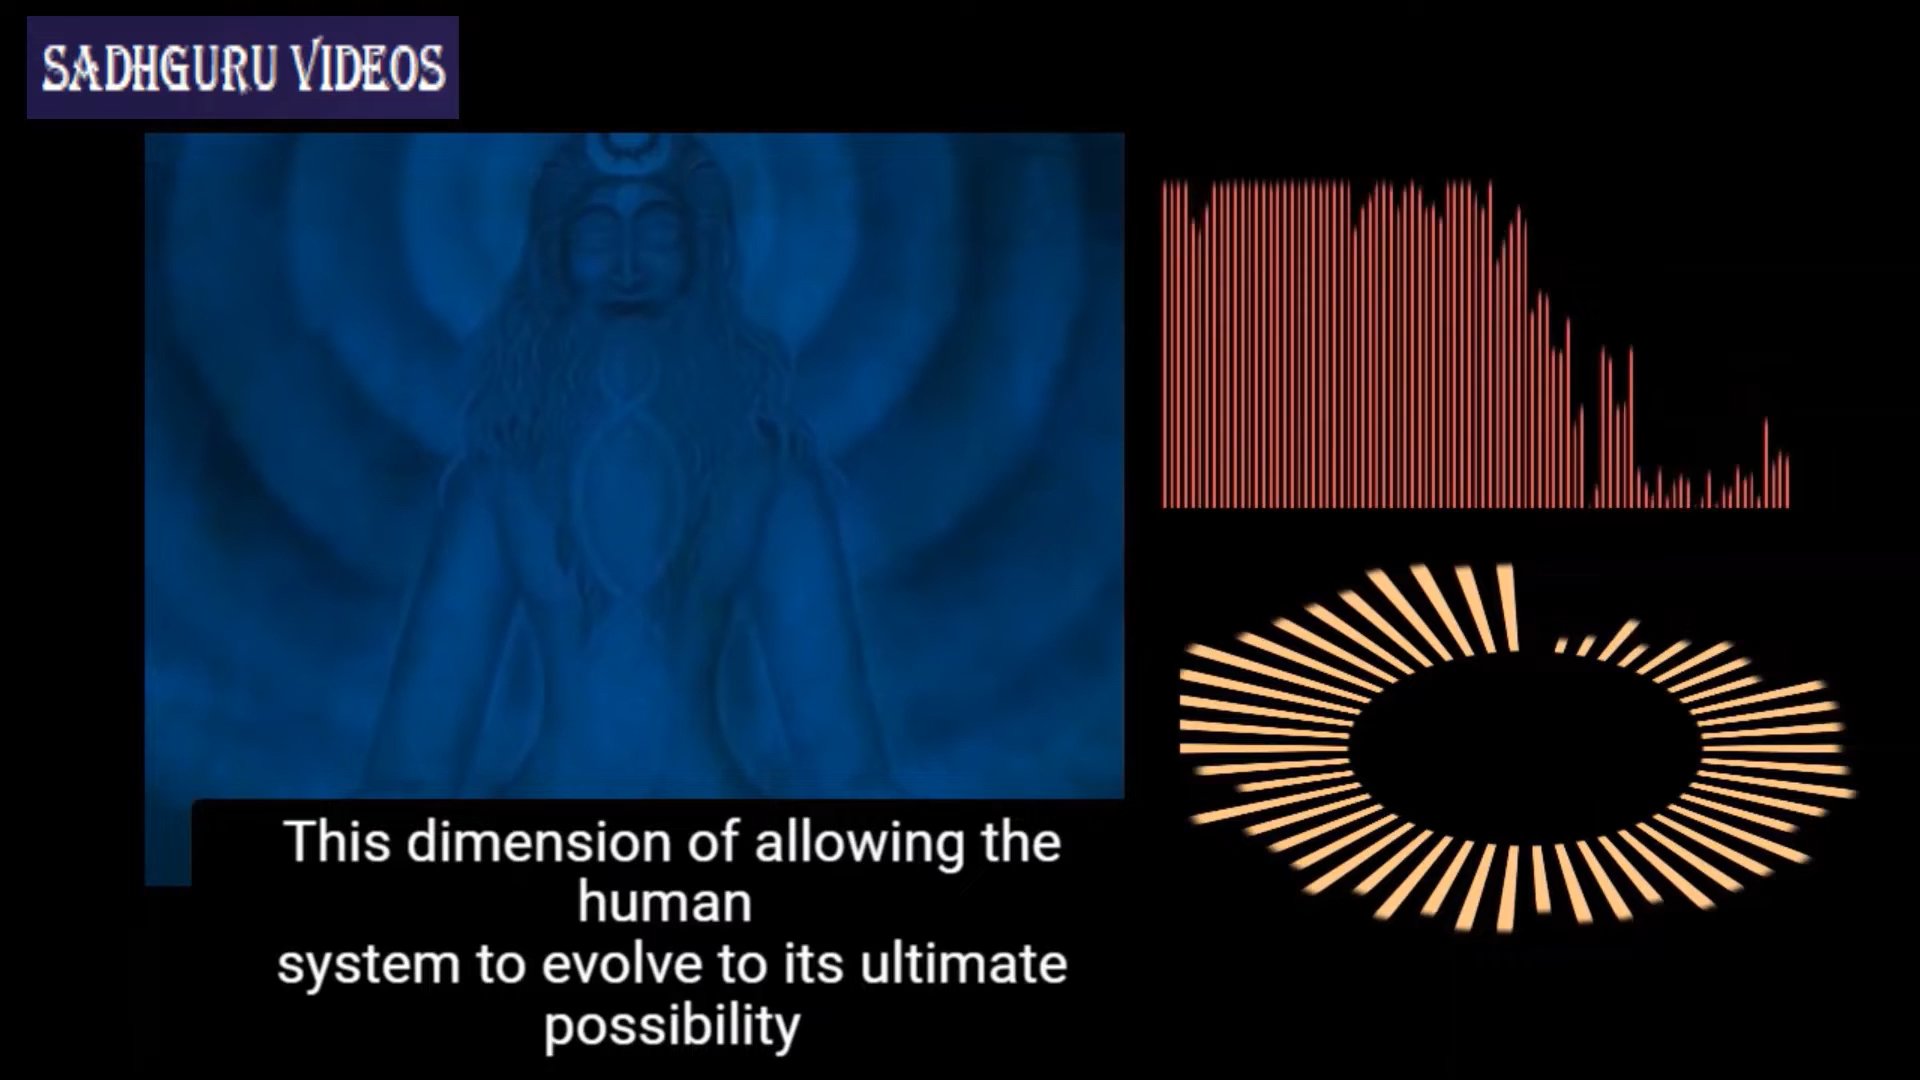 SADHGURU VIDEOS
This dimension of allowing the
human
system to evolve to its ultimate
possibility